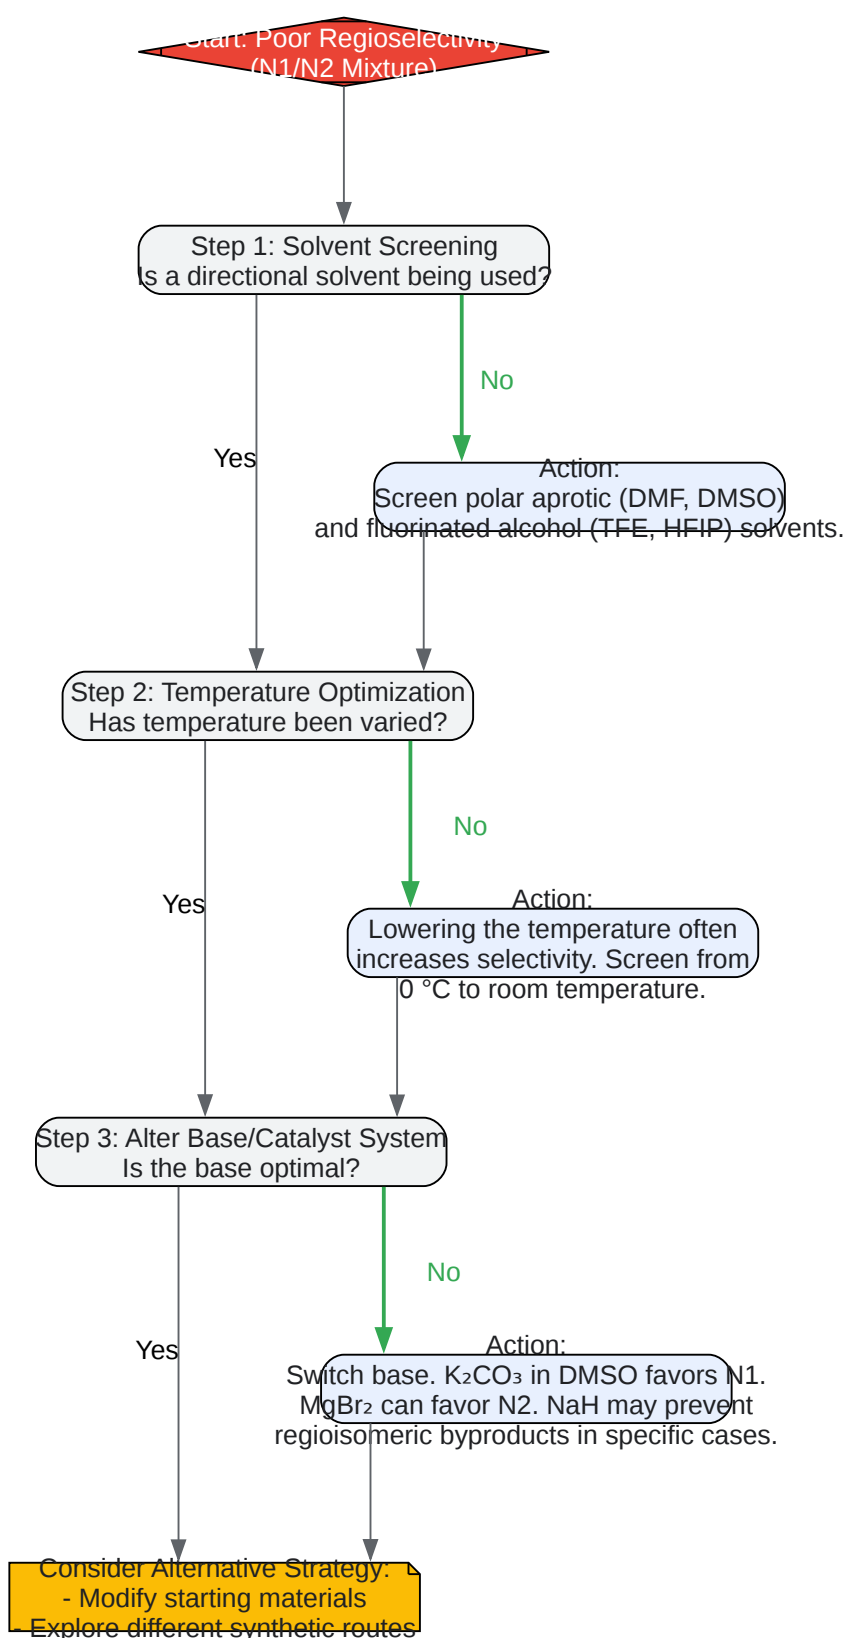 Start: Poor Regioselectivity
(N1/N2 Mixture)
Step 1: Solvent Screening
Is a directional solvent being used?
No
Yes
Action:
Screen polar aprotic (DMF, DMSO)
and fluorinated alcohol (TFE, HFIP) solvents.
Step 2: Temperature Optimization
Has temperature been varied?
No
Yes
Action:
Lowering the temperature often
increases selectivity. Screen from
0 °C to room temperature.
Step 3: Alter Base/Catalyst System
Is the base optimal?
No
Yes
Action:
Switch base. K₂CO₃ in DMSO favors N1.
MgBr₂ can favor N2. NaH may prevent
regioisomeric byproducts in specific cases.
Consider Alternative Strategy:
- Modify starting materials
- Explore different synthetic routes